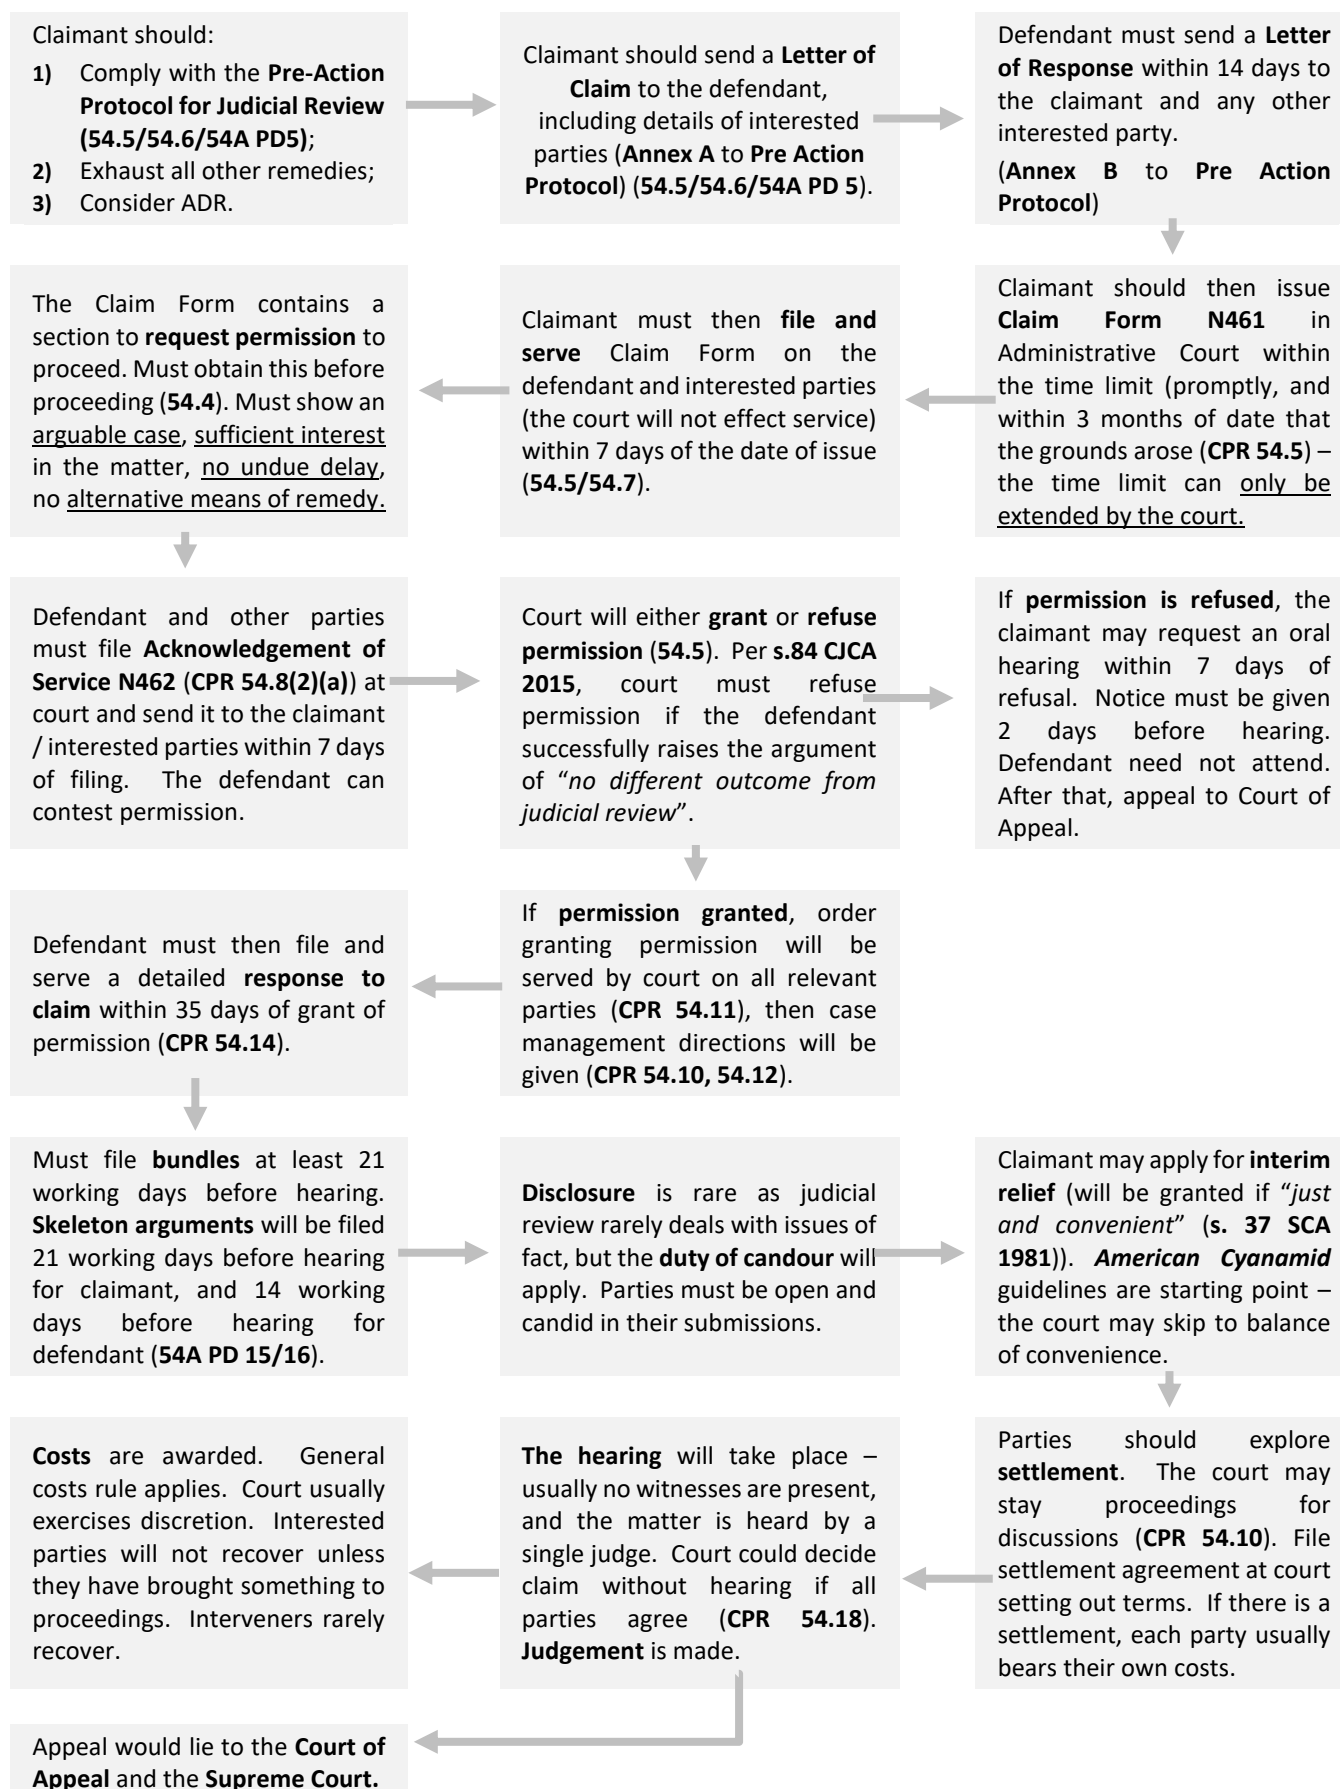 Claimant should:
1) Comply with the Pre-Action
Protocol for Judicial Review
(54.5/54.6/54A PD5);
2) Exhaust all other remedies;
3) Consider ADR.
Claimant should send a Letter of
Claim to the defendant,
including details of interested
parties (Annex A to Pre Action
Protocol) (54.5/54.6/54A PD 5).
Defendant must send a Letter
of Response within 14 days to
the claimant and any other
interested party.
(Annex B to Pre Action
Protocol)
Claimant should then issue
Claim Form N461 in
Administrative Court within
the time limit (promptly, and
within 3 months of date that
the grounds arose (CPR 54.5) –
the time limit can only be
extended by the court.
Claimant must then file and
serve Claim Form on the
defendant and interested parties
(the court will not effect service)
within 7 days of the date of issue
(54.5/54.7).
The Claim Form contains a
section to request permission to
proceed. Must obtain this before
proceeding (54.4). Must show an
arguable case, sufficient interest
in the matter, no undue delay,
no alternative means of remedy.
Defendant and other parties
must file Acknowledgement of
Service N462 (CPR 54.8(2)(a)) at
court and send it to the claimant
/ interested parties within 7 days
of filing. The defendant can
contest permission.
Court will either grant or refuse
permission (54.5). Per s.84 CJCA
2015, court must refuse
permission if the defendant
successfully raises the argument
of “no different outcome from
judicial review”.
If permission is refused, the
claimant may request an oral
hearing within 7 days of
refusal. Notice must be given
2 days before hearing.
Defendant need not attend.
After that, appeal to Court of
Appeal.
If permission granted, order
granting permission will be
served by court on all relevant
parties (CPR 54.11), then case
management directions will be
given (CPR 54.10, 54.12).
Defendant must then file and
serve a detailed response to
claim within 35 days of grant of
permission (CPR 54.14).
Must file bundles at least 21
working days before hearing.
Skeleton arguments will be filed
21 working days before hearing
for claimant, and 14 working
days before hearing for
defendant (54A PD 15/16).
Disclosure is rare as judicial
review rarely deals with issues of
fact, but the duty of candour will
apply. Parties must be open and
candid in their submissions.
Claimant may apply for interim
relief (will be granted if “just
and convenient” (s. 37 SCA
1981)). American Cyanamid
guidelines are starting point –
the court may skip to balance
of convenience.
Parties should explore
settlement. The court may
stay proceedings for
discussions (CPR 54.10). File
settlement agreement at court
setting out terms. If there is a
settlement, each party usually
bears their own costs.
The hearing will take place –
usually no witnesses are present,
and the matter is heard by a
single judge. Court could decide
claim without hearing if all
parties agree (CPR 54.18).
Judgement is made.
Costs are awarded. General
costs rule applies. Court usually
exercises discretion. Interested
parties will not recover unless
they have brought something to
proceedings. Interveners rarely
recover.
Appeal would lie to the Court of
Appeal and the Supreme Court.